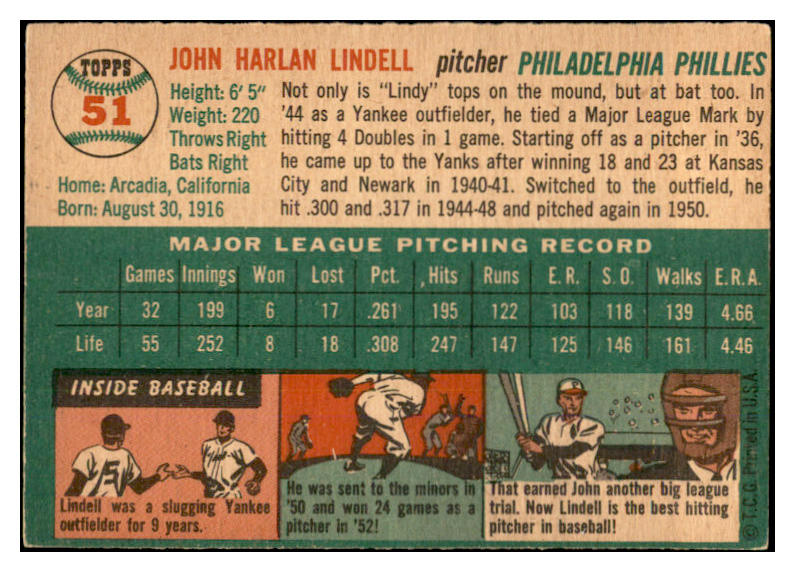 TOPPS
51
JOHN HARLAN LINDELL pitcher PHILADELPHIA PHILLIES
Height: 6' 5"
Weight: 220
Throws Right
Bats Right
Home: Arcadia, California
Born: August 30, 1916
Not only is "Lindy" tops on the mound, but at bat too. In
'44 as a Yankee outfielder, he tied a Major League Mark by
hitting 4 Doubles in 1 game. Starting off as a pitcher in '36,
he came up to the Yanks after winning 18 and 23 at Kansas
City and Newark in 1940-41. Switched to the outfield, he
hit .300 and .317 in 1944-48 and pitched again in 1950.
MAJOR LEAGUE PITCHING RECORD
Games Innings Won Lost Pct. Hits Runs E.R. S.O. Walks E.R.A.
Year 32 199 6 17 .261 195 122 103 118 139 4.66
Life 55 252 8 18 .308 247 147 125 146 161 4.46
INSIDE BASEBALL
Lindell was a slugging Yankee
outfielder for 9 years.
He was sent to the minors in
'50 and won 24 games as a
pitcher in '52!
That earned John another big league
trial. Now Lindell is the best hitting
pitcher in baseball!
© T.C.G. Printed in U.S.A.